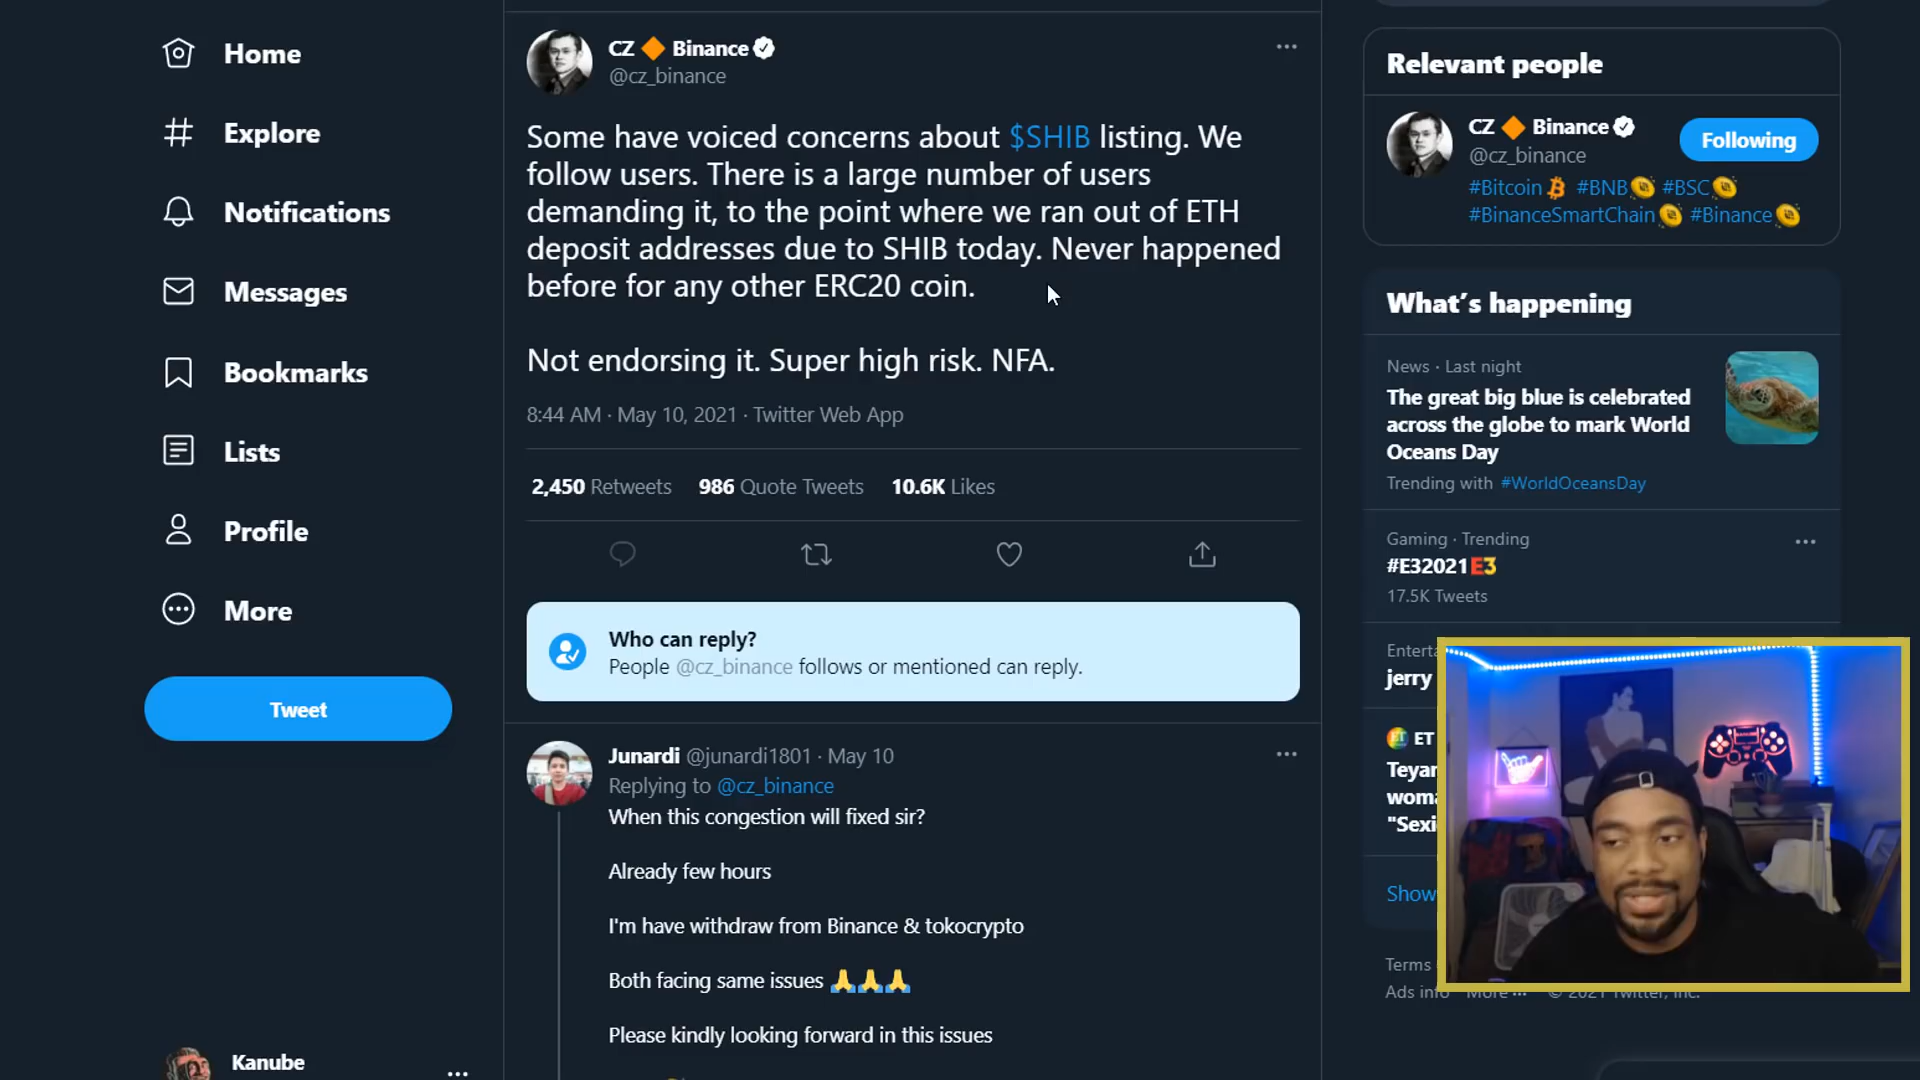 Home
Explore
Notifications
Messages
Bookmarks
Lists
Profile
More
Tweet
Kanube
CZ 🔶 Binance
@cz_binance
Some have voiced concerns about $SHIB listing. We
follow users. There is a large number of users
demanding it, to the point where we ran out of ETH
deposit addresses due to SHIB today. Never happened
before for any other ERC20 coin.
Not endorsing it. Super high risk. NFA.
8:44 AM · May 10, 2021 · Twitter Web App
2,450 Retweets 986 Quote Tweets 10.6K Likes
Who can reply?
People @cz_binance follows or mentioned can reply.
Junardi @junardi1801 · May 10
Replying to @cz_binance
When this congestion will fixed sir?
Already few hours
I'm have withdraw from Binance & tokocrypto
Both facing same issues 🙏🙏🙏
Please kindly looking forward in this issues
Relevant people
CZ 🔶 Binance
@cz_binance
Following
#Bitcoin #BNB #BSC
#BinanceSmartChain #Binance
What's happening
News · Last night
The great big blue is celebrated
across the globe to mark World
Oceans Day
Trending with #WorldOceansDay
Gaming · Trending
#E32021 E3
17.5K Tweets
Enterta
jerry
ET
Teyan
woma
"Sexi
Show
Terms
Ads info More ··· © 2021 Twitter, Inc.